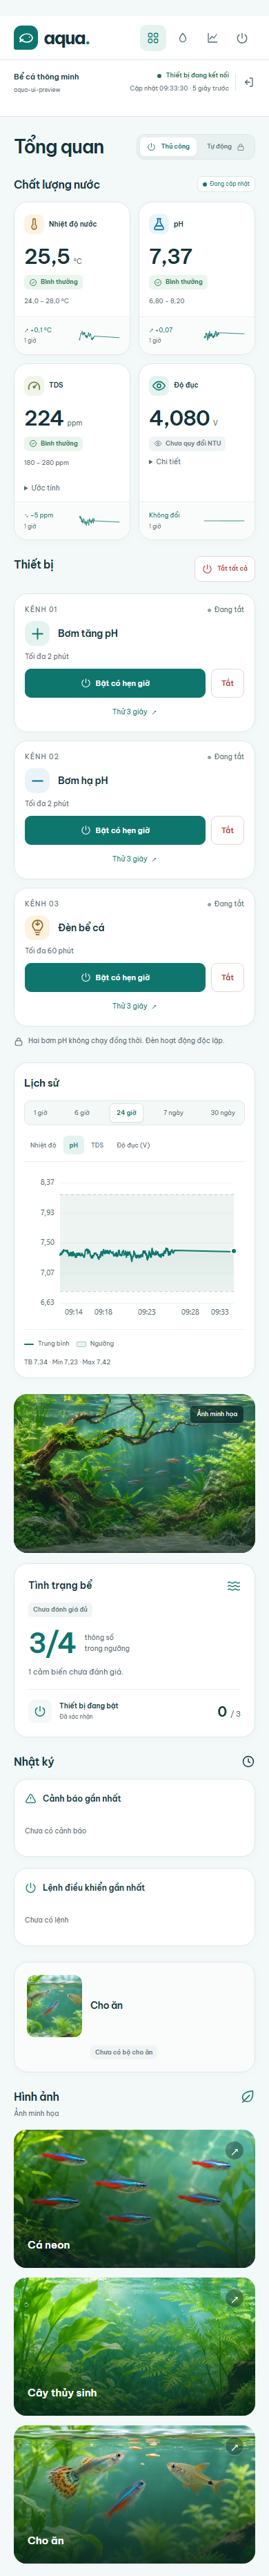 aqua.
Bể cá thông minh
aqua-ui-preview
Thiết bị đang kết nối
Cập nhật 09:33:30 · 5 giây trước
Tổng quan
Thủ công
Tự động
Chất lượng nước
Đang cập nhật
Nhiệt độ nước
25,5 °C
Bình thường
24,0 – 28,0 °C
↗ +0,1 °C
1 giờ
pH
7,37
Bình thường
6,80 – 8,20
↗ +0,07
1 giờ
TDS
224 ppm
Bình thường
180 – 280 ppm
▸ Ước tính
↘ −5 ppm
1 giờ
Độ đục
4,080 V
Chưa quy đổi NTU
▸ Chi tiết
Không đổi
1 giờ
Thiết bị
Tắt tất cả
KÊNH 01
Đang tắt
Bơm tăng pH
Tối đa 2 phút
Bật có hẹn giờ
Tắt
Thử 3 giây ↗
KÊNH 02
Đang tắt
Bơm hạ pH
Tối đa 2 phút
Bật có hẹn giờ
Tắt
Thử 3 giây ↗
KÊNH 03
Đang tắt
Đèn bể cá
Tối đa 60 phút
Bật có hẹn giờ
Tắt
Thử 3 giây ↗
Hai bơm pH không chạy đồng thời. Đèn hoạt động độc lập.
Lịch sử
1 giờ
6 giờ
24 giờ
7 ngày
30 ngày
Nhiệt độ
pH
TDS
Độ đục (V)
8,37
7,93
7,50
7,07
6,63
09:14
09:18
09:23
09:28
09:33
Trung bình
Ngưỡng
TB 7,34 · Min 7,23 · Max 7,42
Ảnh minh họa
Tình trạng bể
Chưa đánh giá đủ
3/4
thông số
trong ngưỡng
1 cảm biến chưa đánh giá.
Thiết bị đang bật
Đã xác nhận
0 / 3
Nhật ký
Cảnh báo gần nhất
Chưa có cảnh báo
Lệnh điều khiển gần nhất
Chưa có lệnh
Cho ăn
Chưa có bộ cho ăn
Hình ảnh
Ảnh minh họa
Cá neon
Cây thủy sinh
Cho ăn